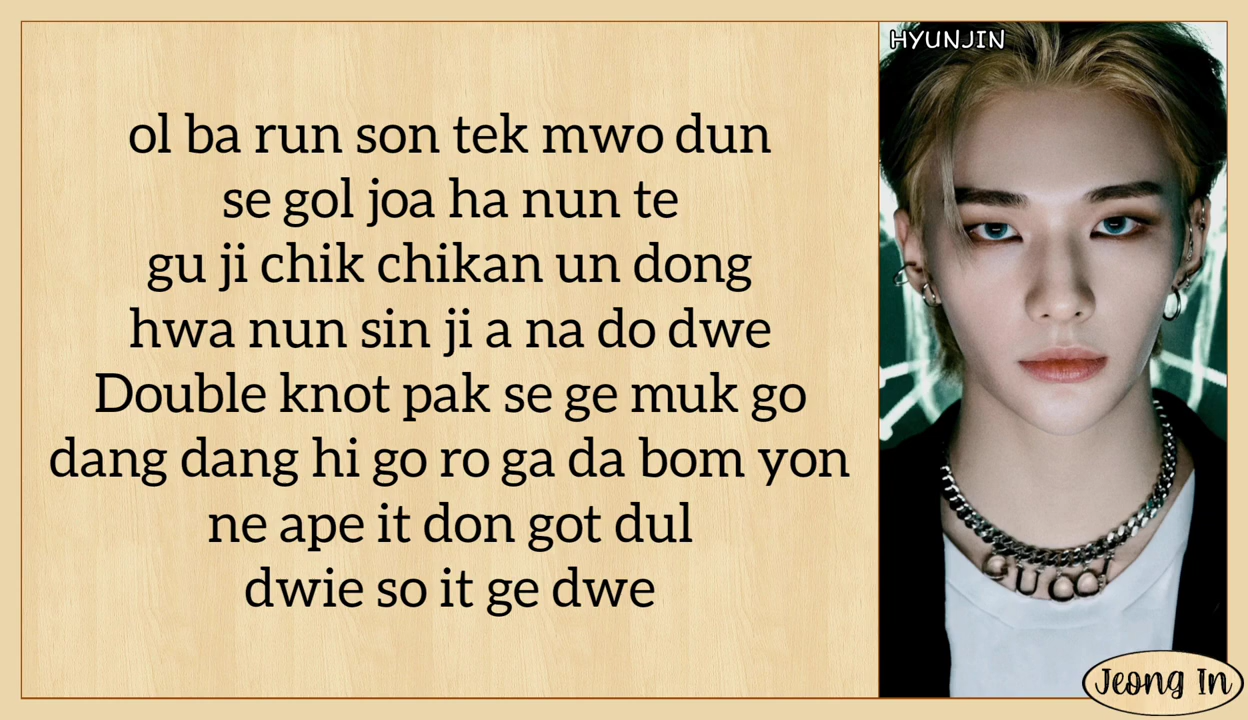 HYUNJIN
ol ba run son tek mwo dun
se gol joa ha nun te
gu ji chik chikan un dong
hwa nun sin ji a na do dwe
Double knot pak se ge muk go
dang dang hi go ro ga da bom yon
ne ape it don got dul
dwie so it ge dwe
GUCCI
Jeong In